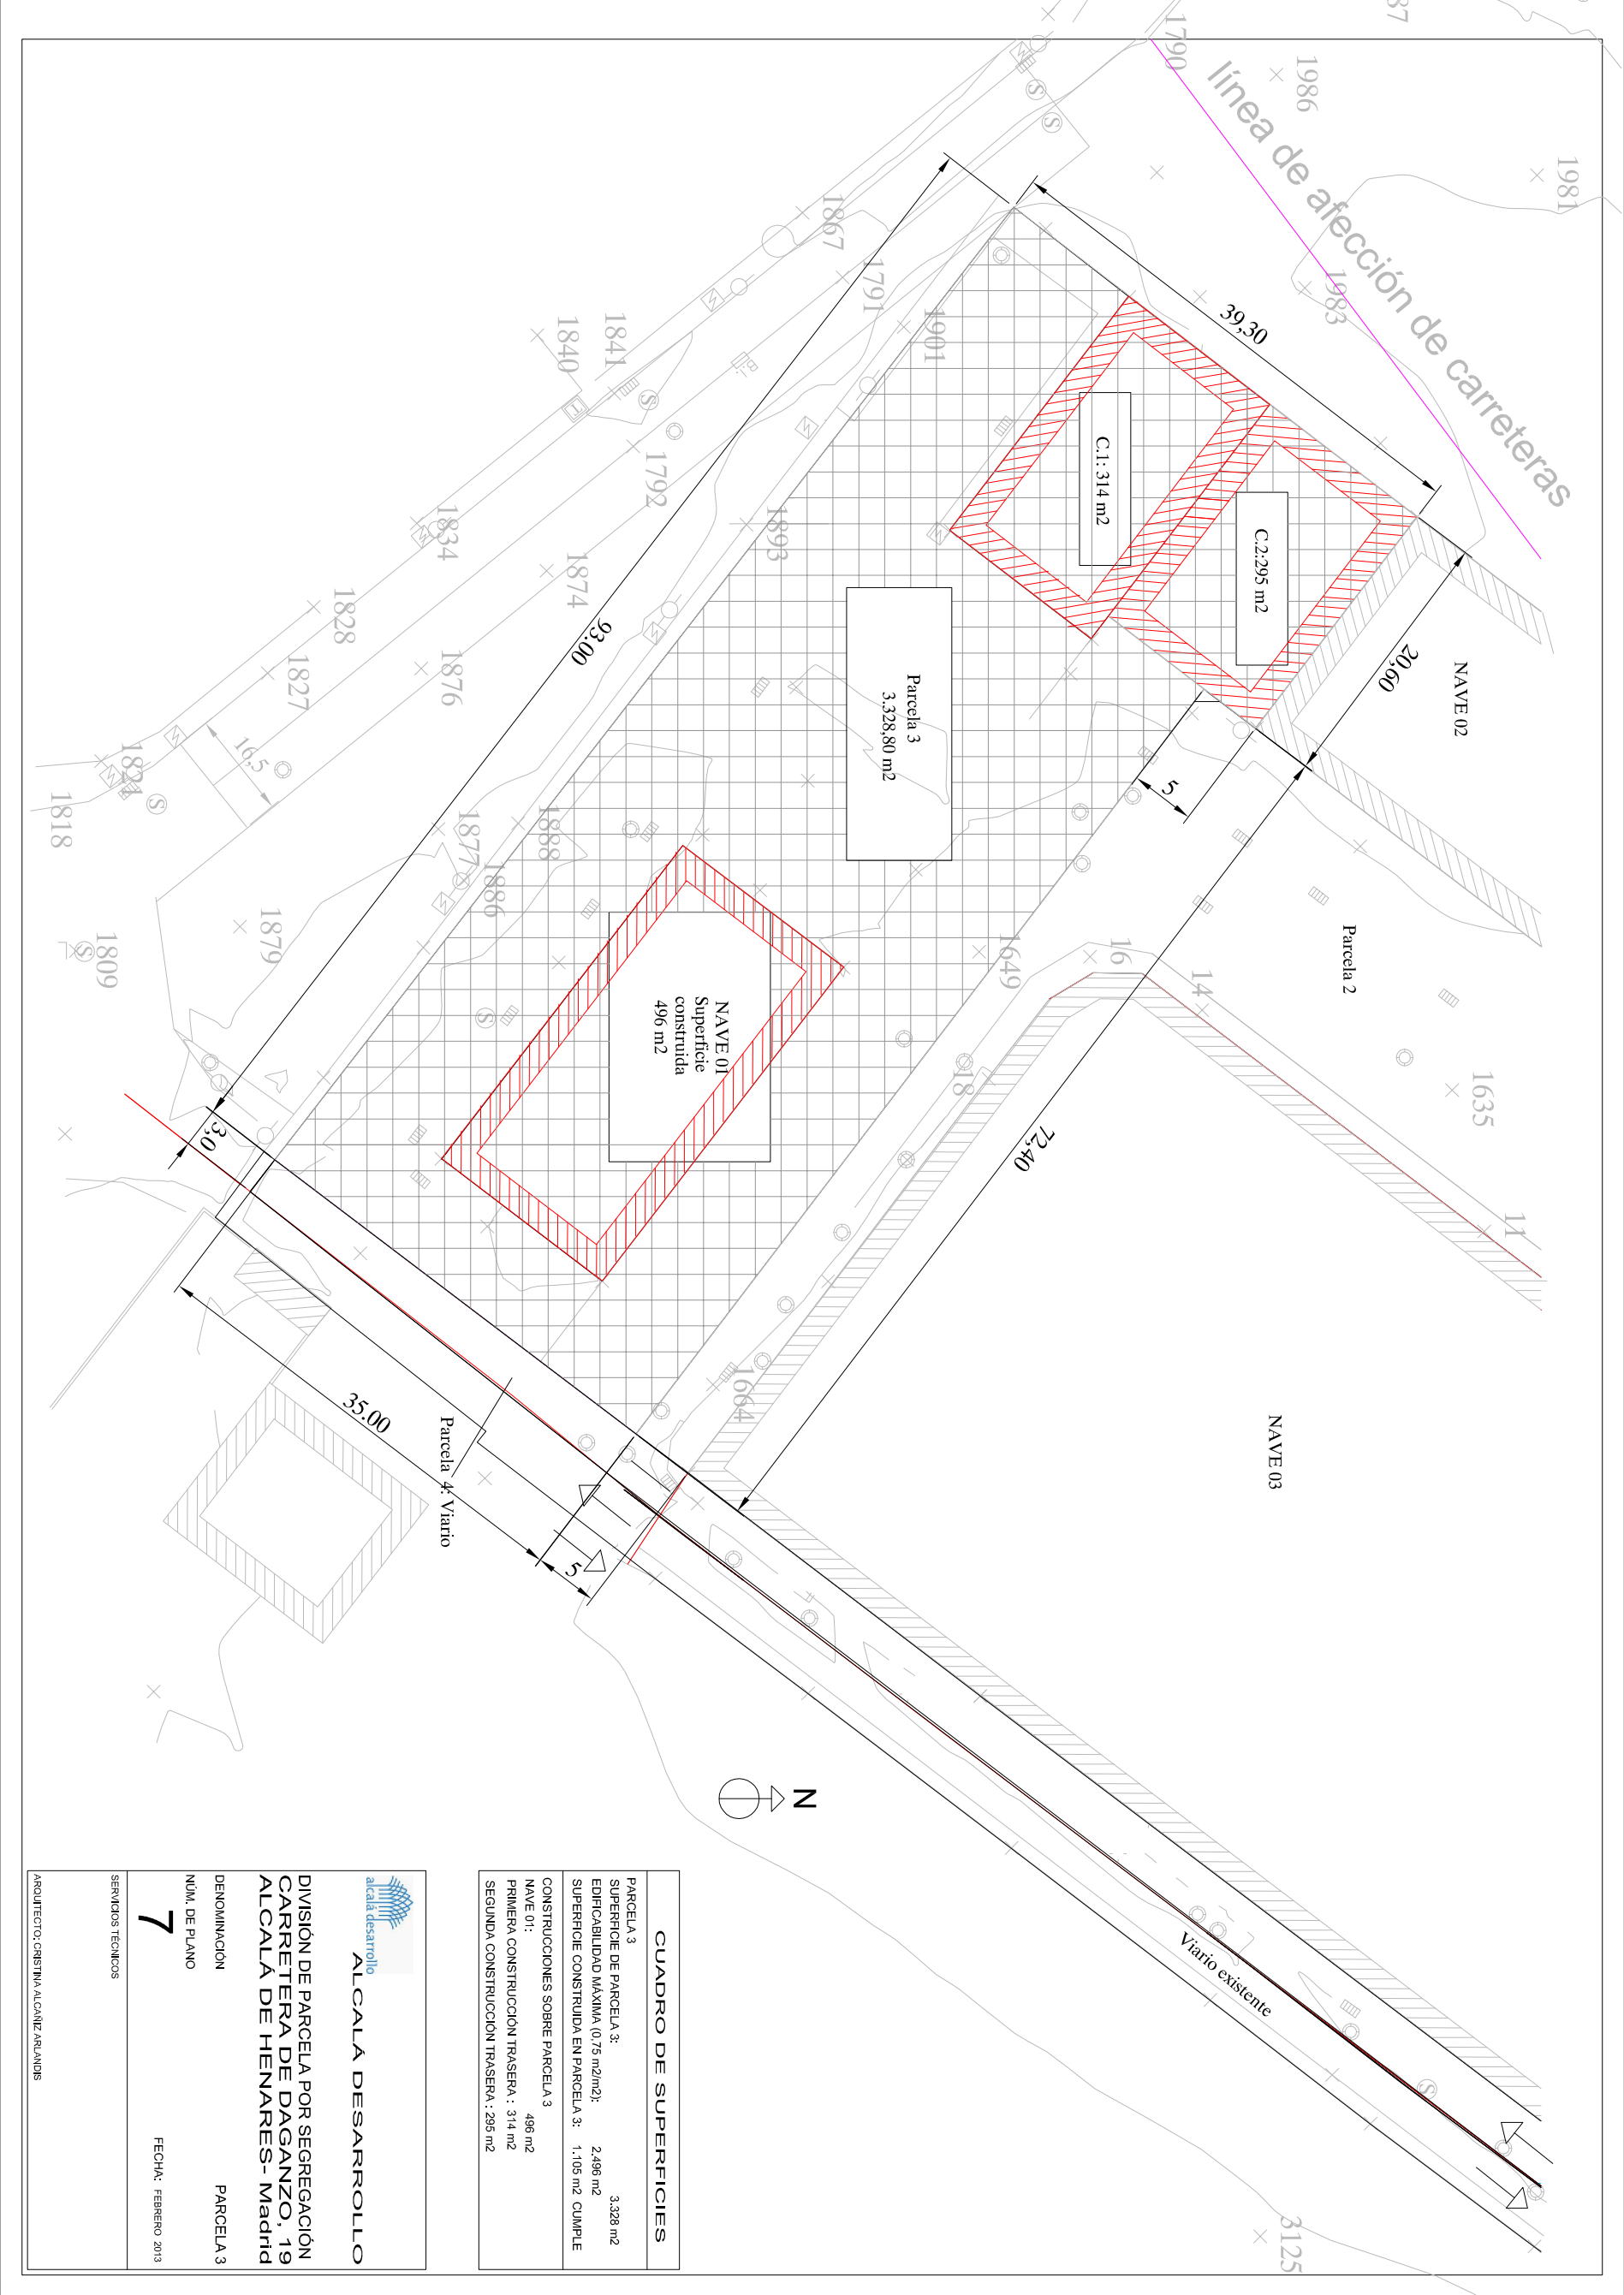 línea de afección de carreteras
87
1790
1986
1981
1983
1867
1791
1901
1841
1840
1792
1893
1834
1874
1828
1827
1876
16,5
1821
1818
1877
1888
1886
1879
1809
1649
16
14
18
1635
11
1664
3125
39,30
93.00
20,60
5
72,40
3,0
35.00
5
C.1: 314 m2
C.2:295 m2
NAVE 02
Parcela 3
3.328,80 m2
Parcela 2
NAVE 01
Superficie
construida
496 m2
NAVE 03
Parcela 4: Viario
Viario existente
N
CUADRO DE SUPERFICIES
PARCELA 3
SUPERFICIE DE PARCELA 3: 3.328 m2
EDIFICABILIDAD MÁXIMA (0,75 m2/m2): 2.496 m2
SUPERFICIE CONSTRUIDA EN PARCELA 3: 1.105 m2 CUMPLE
CONSTRUCCIONES SOBRE PARCELA 3
NAVE 01: 496 m2
PRIMERA CONSTRUCCIÓN TRASERA : 314 m2
SEGUNDA CONSTRUCCIÓN TRASERA : 295 m2
alcalá desarrollo
ALCALÁ DESARROLLO
DIVISIÓN DE PARCELA POR SEGREGACIÓN
CARRETERA DE DAGANZO, 19
ALCALÁ DE HENARES- Madrid
DENOMINACIÓN PARCELA 3
NÚM. DE PLANO
7
FECHA: FEBRERO 2013
SERVICIOS TÉCNICOS
ARQUITECTO: CRISTINA ALCAÑIZ ARLANDIS